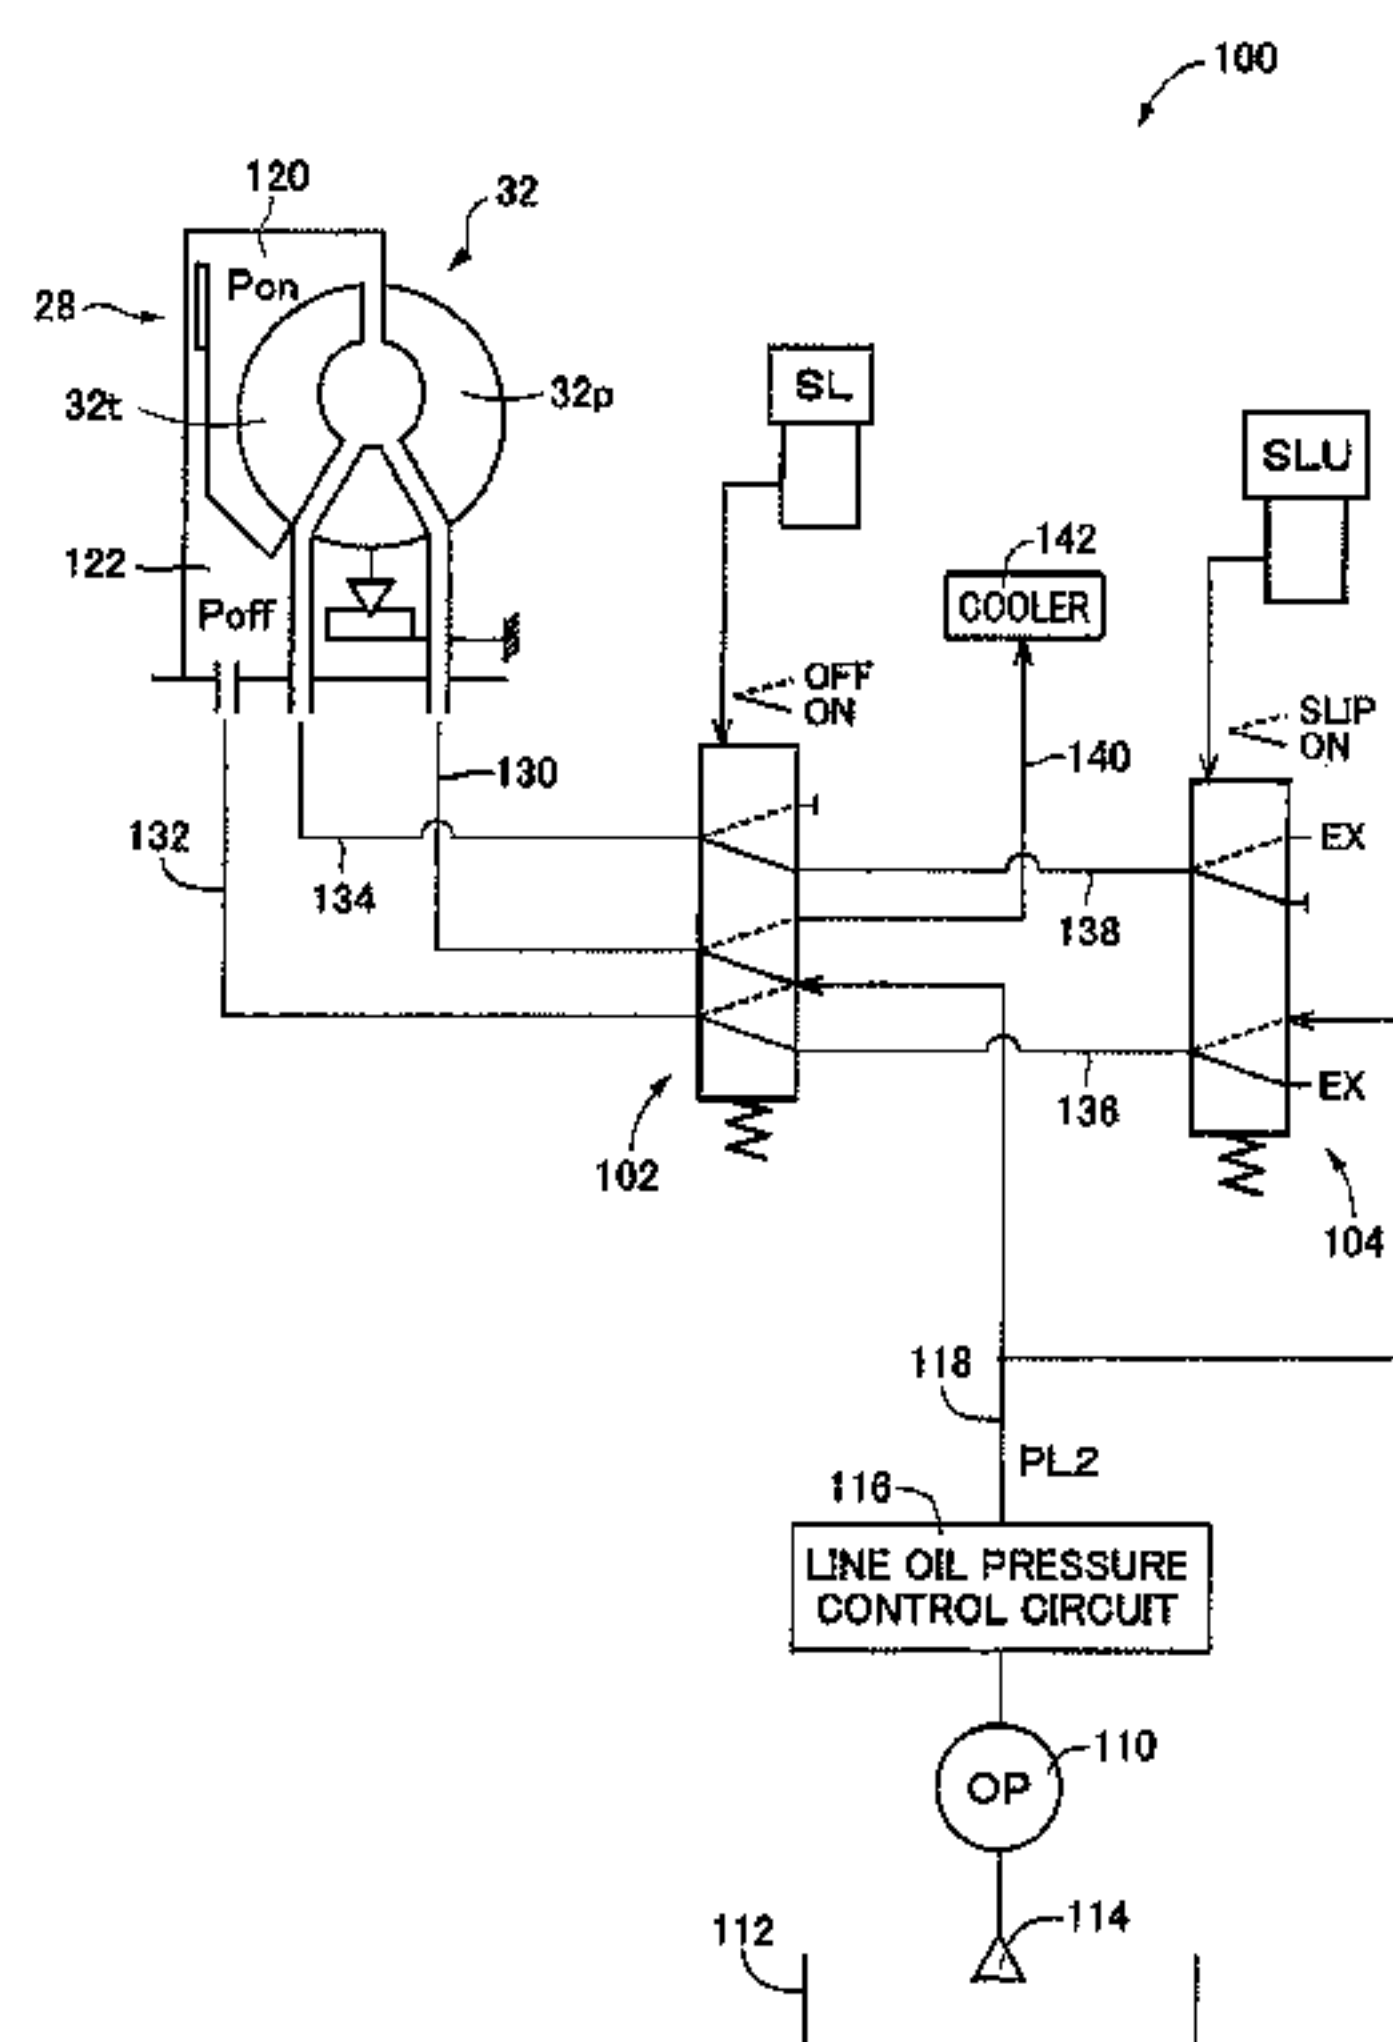 100
120
32
Pon
28
32t
32p
SL
SLU
142
COOLER
122
Poff
OFF
ON
SLIP
ON
130
140
132
EX
134
138
136
EX
102
104
118
PL2
116
LINE OIL PRESSURE
CONTROL CIRCUIT
110
OP
114
112